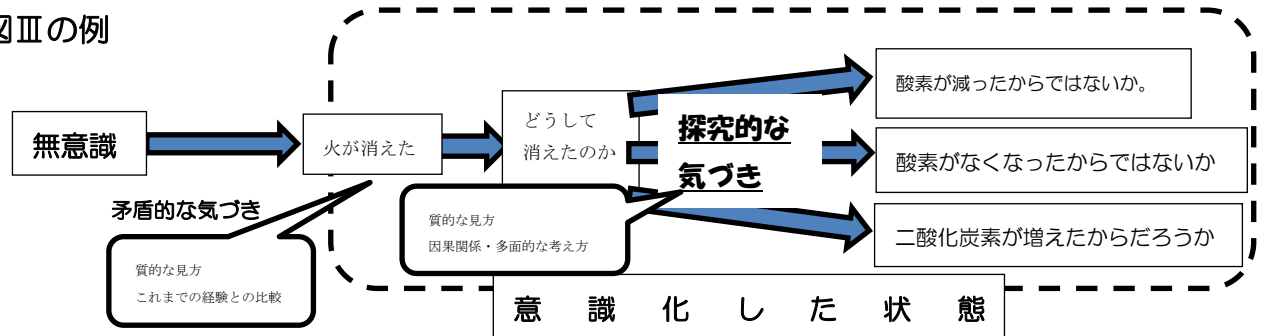 図Ⅲの例
無意識
火が消えた
どうして
消えたのか
探究的な
気づき
酸素が減ったからではないか。
酸素がなくなったからではないか
二酸化炭素が増えたからだろうか
矛盾的な気づき
質的な見方
これまでの経験との比較
質的な見方
因果関係・多面的な考え方
意識化した状態